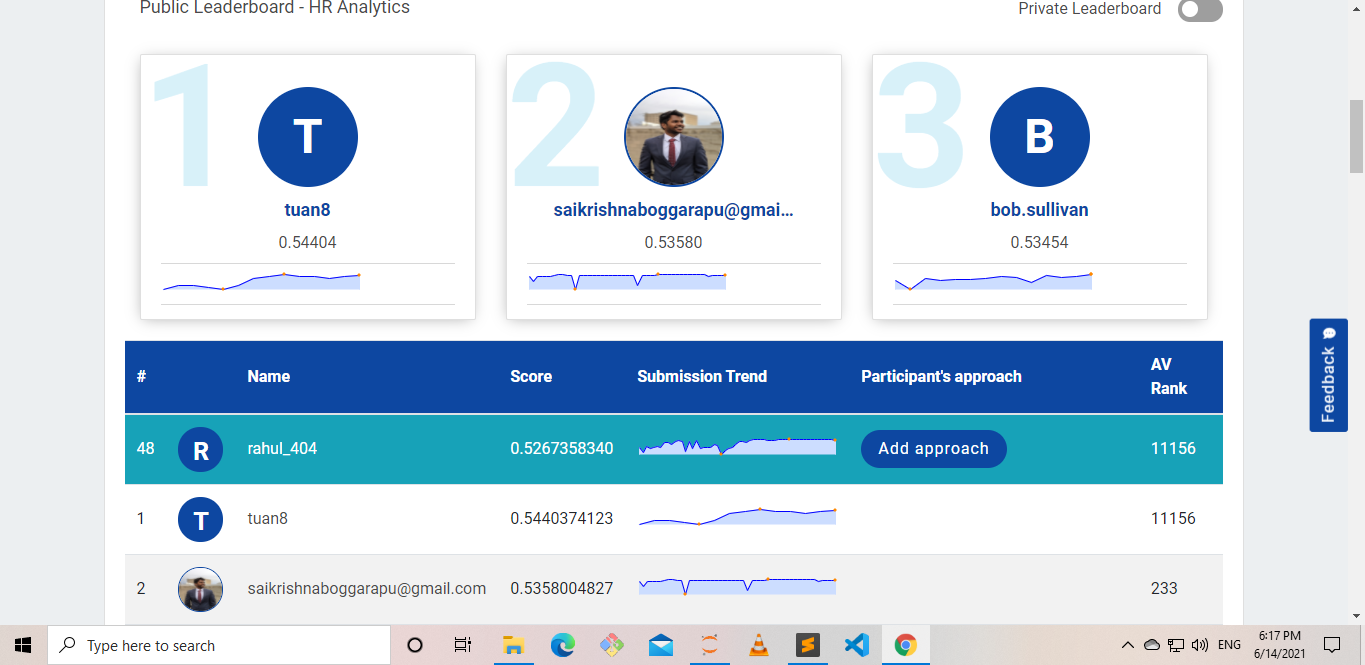 Public Leaderboard - HR Analytics
Private Leaderboard
1
T
tuan8
0.54404
2
saikrishnaboggarapu@gmai...
0.53580
3
B
bob.sullivan
0.53454
Feedback
# Name Score Submission Trend Participant's approach AV Rank
48 R rahul_404 0.5267358340 Add approach 11156
1 T tuan8 0.5440374123 11156
2 saikrishnaboggarapu@gmail.com 0.5358004827 233
Type here to search
ENG
6:17 PM
6/14/2021